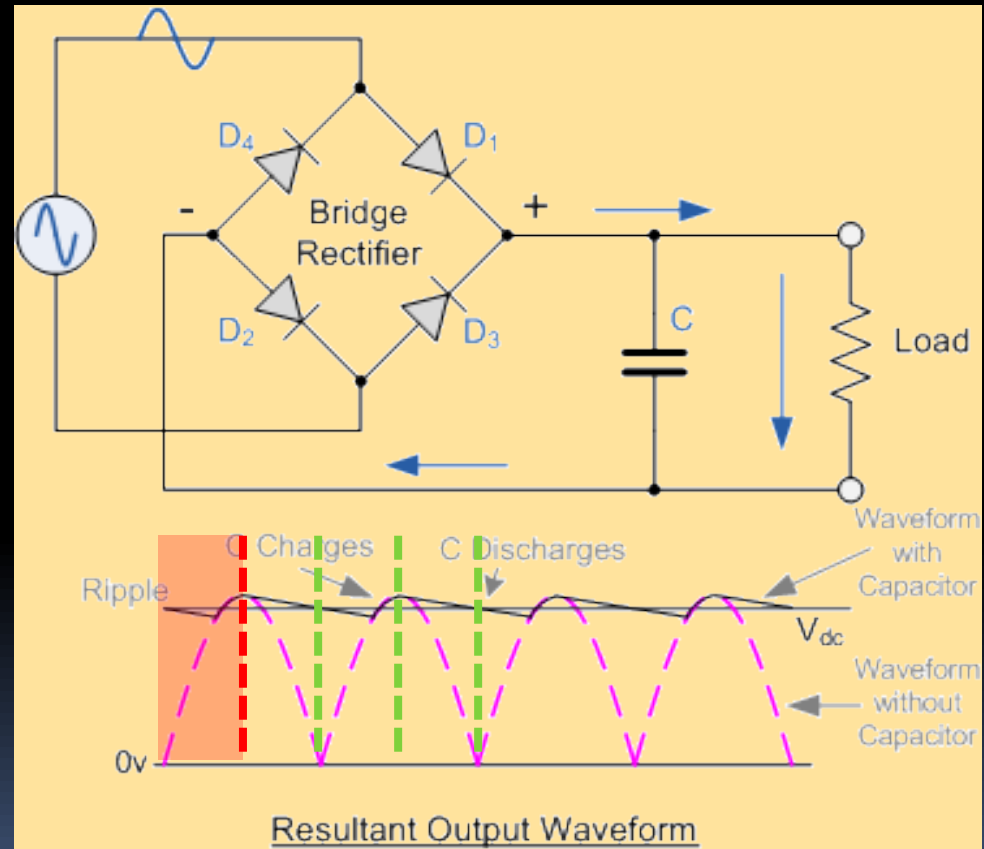 D₄
D₁
-
Bridge
Rectifier
+
D₂
D₃
C
Load
C Charges
C Discharges
Waveform
with
Capacitor
Ripple
Vdc
Waveform
without
Capacitor
0v
Resultant Output Waveform